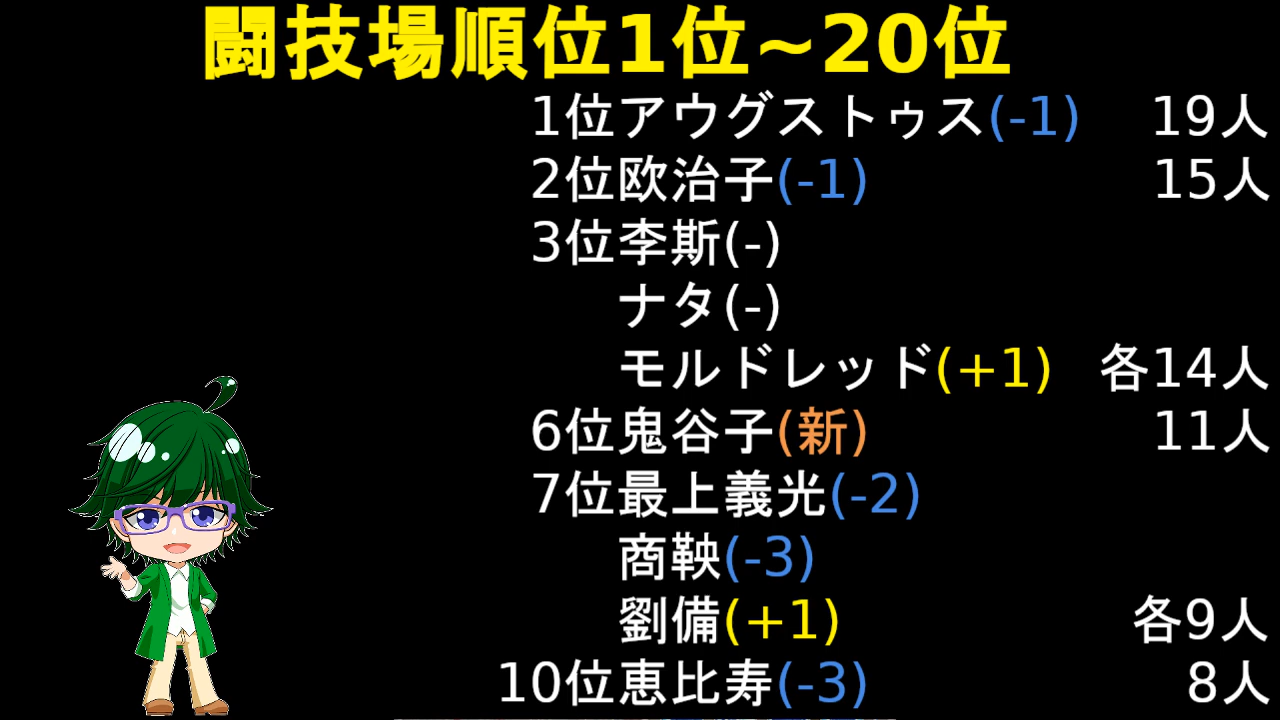 闘技場順位1位~20位
1位アウグストゥス(-1) 19人
2位欧治子(-1) 15人
3位李斯(-)
ナタ(-)
モルドレッド(+1) 各14人
6位鬼谷子(新) 11人
7位最上義光(-2)
商鞅(-3)
劉備(+1) 各9人
10位恵比寿(-3) 8人